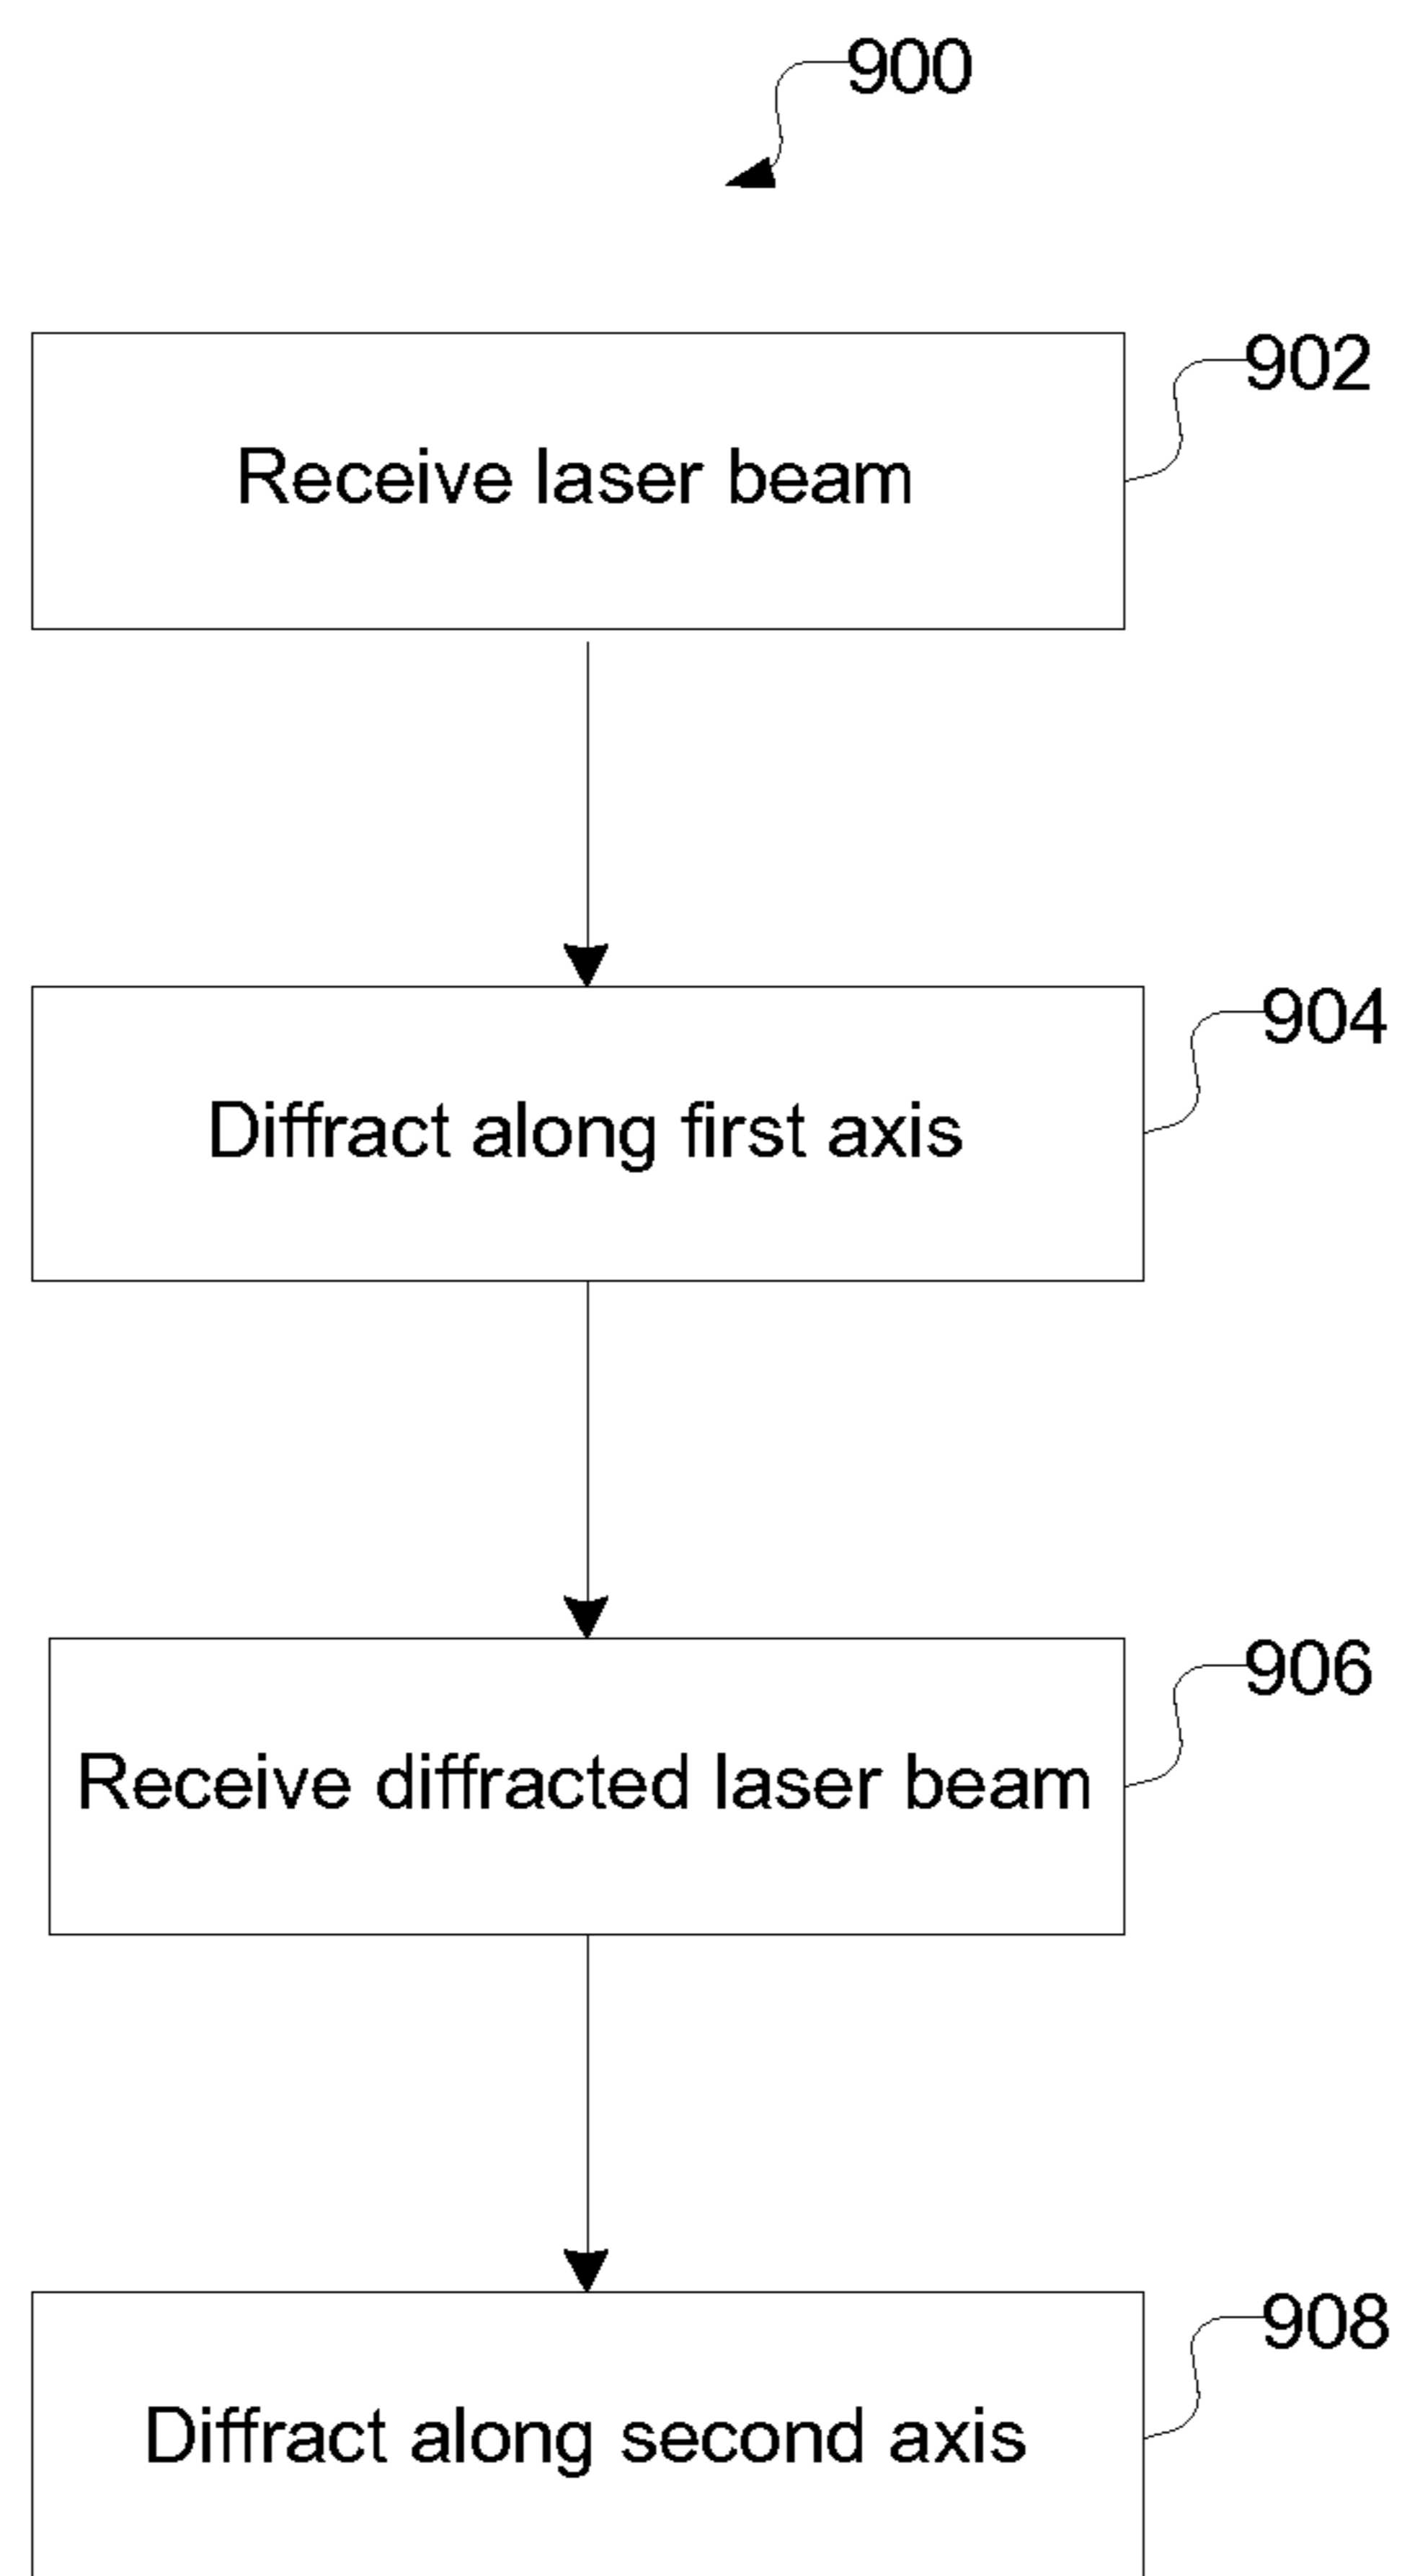 900
902
Receive laser beam
904
Diffract along first axis
906
Receive diffracted laser beam
908
Diffract along second axis